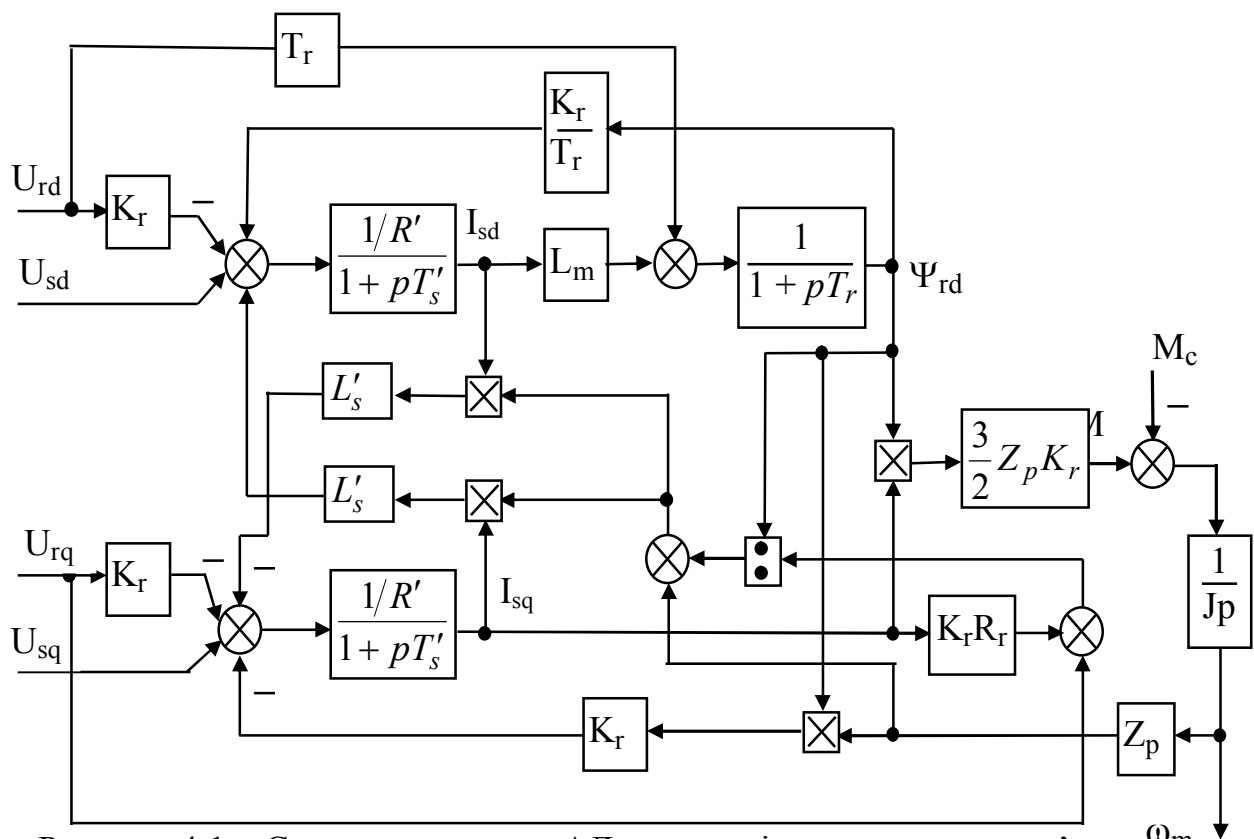 T_r
K_r
T_r
U_rd
K_r
–
U_sd
1/R′
1 + pT′_s
I_sd
L_m
1
1 + pT_r
Ψ_rd
L′_s
M_c
–
3
2
Z_p K_r
L′_s
U_rq
K_r
–
–
U_sq
1/R′
1 + pT′_s
I_sq
K_rR_r
1
Jp
–
K_r
Z_p
ω_m